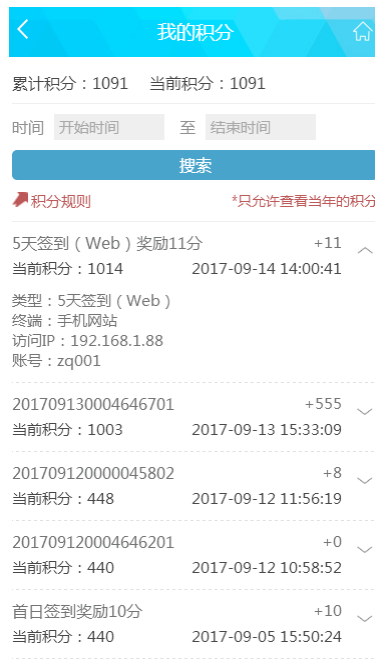 我的积分
累计积分：1091 当前积分：1091
时间 开始时间 至 结束时间
搜索
积分规则 *只允许查看当年的积分
5天签到（Web）奖励11分 +11
当前积分：1014 2017-09-14 14:00:41
类型：5天签到（Web）
终端：手机网站
访问IP：192.168.1.88
账号：zq001
201709130004646701 +555
当前积分：1003 2017-09-13 15:33:09
201709120000045802 +8
当前积分：448 2017-09-12 11:56:19
201709120004646201 +0
当前积分：440 2017-09-12 10:58:52
首日签到奖励10分 +10
当前积分：440 2017-09-05 15:50:24